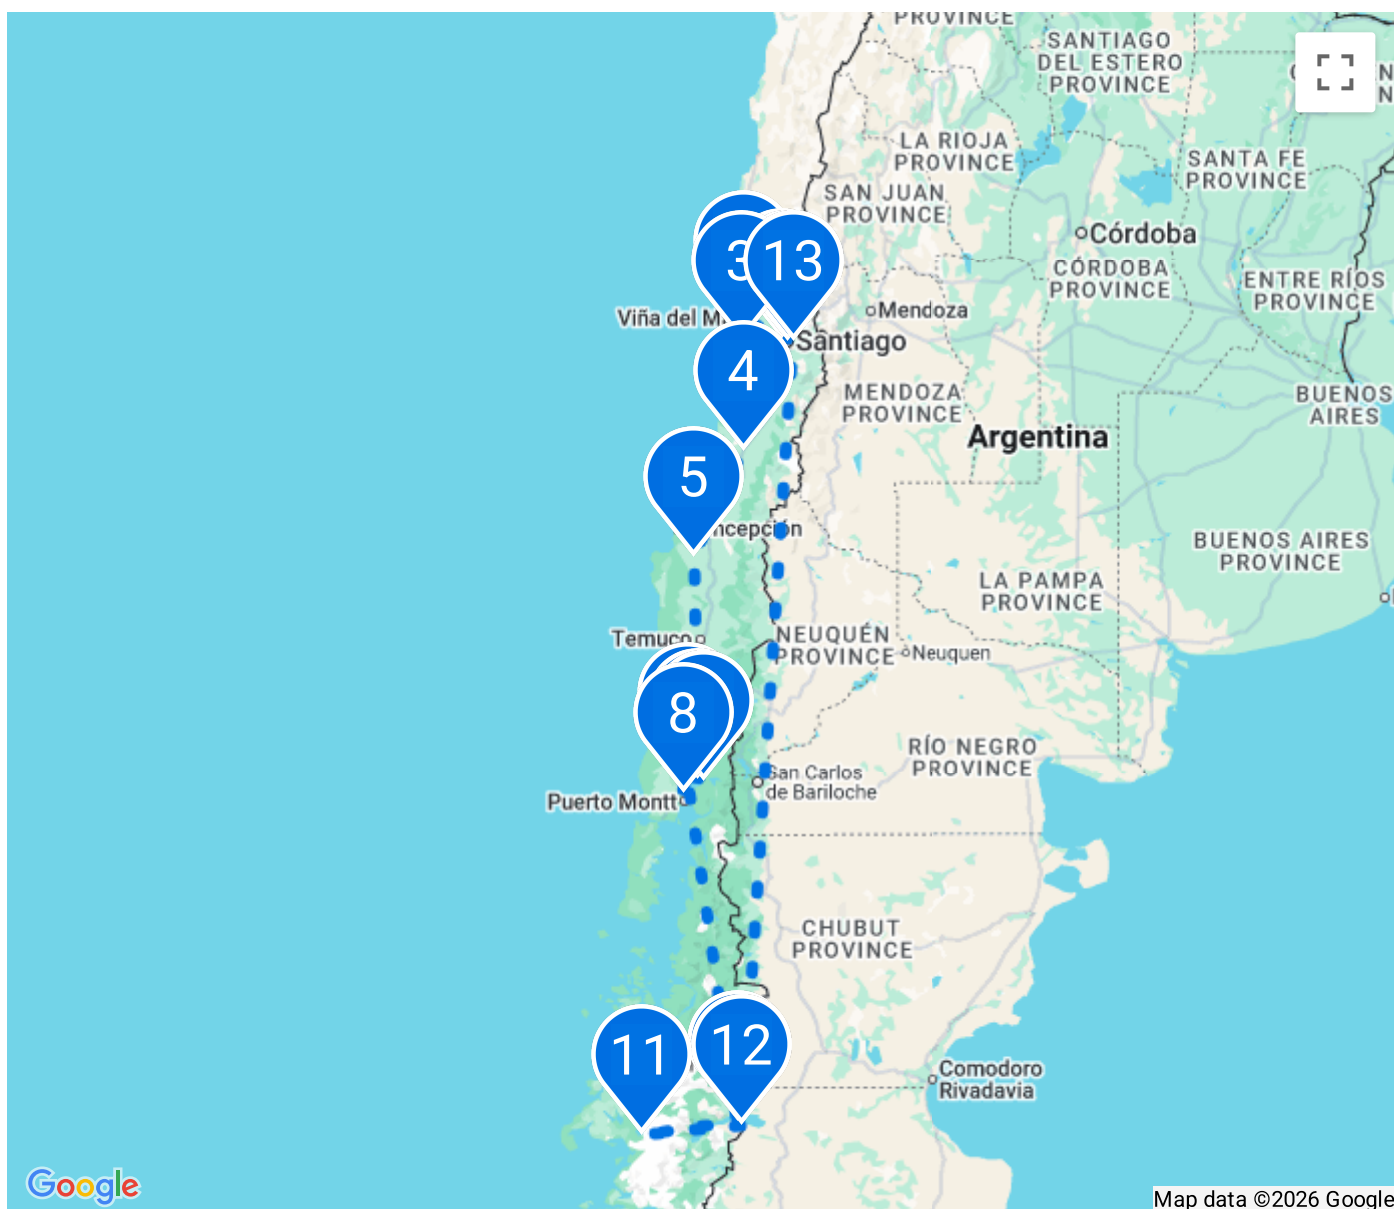 PROVINCE
SANTIAGO
DEL ESTERO
PROVINCE
LA RIOJA
PROVINCE
SANTA FE
PROVINCE
SAN JUAN
PROVINCE
Córdoba
CÓRDOBA
PROVINCE
ENTRE RÍOS
PROVINCE
3
13
Viña del M
Mendoza
Santiago
4
MENDOZA
PROVINCE
BUENOS
AIRES
Argentina
5
ncepción
BUENOS AIRES
PROVINCE
LA PAMPA
PROVINCE
Temuco
NEUQUÉN
PROVINCE
Neuquen
8
RÍO NEGRO
PROVINCE
San Carlos
de Bariloche
Puerto Montt
CHUBUT
PROVINCE
11
12
Comodoro
Rivadavia
Google
Map data ©2026 Google